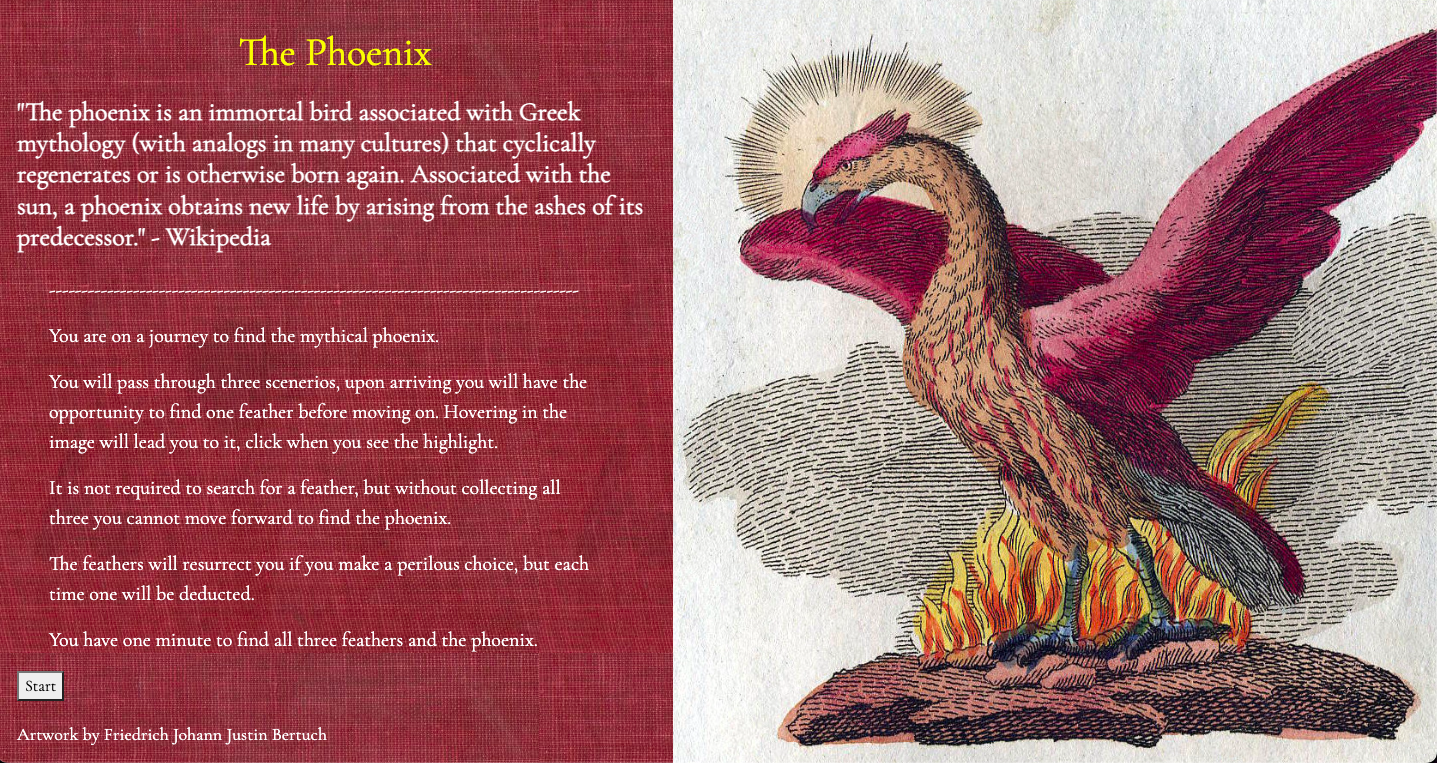 The Phoenix
"The phoenix is an immortal bird associated with Greek
mythology (with analogs in many cultures) that cyclically
regenerates or is otherwise born again. Associated with the
sun, a phoenix obtains new life by arising from the ashes of its
predecessor." - Wikipedia
You are on a journey to find the mythical phoenix.
You will pass through three scenerios, upon arriving you will have the
opportunity to find one feather before moving on. Hovering in the
image will lead you to it, click when you see the highlight.
It is not required to search for a feather, but without collecting all
three you cannot move forward to find the phoenix.
The feathers will resurrect you if you make a perilous choice, but each
time one will be deducted.
You have one minute to find all three feathers and the phoenix.
Start
Artwork by Friedrich Johann Justin Bertuch